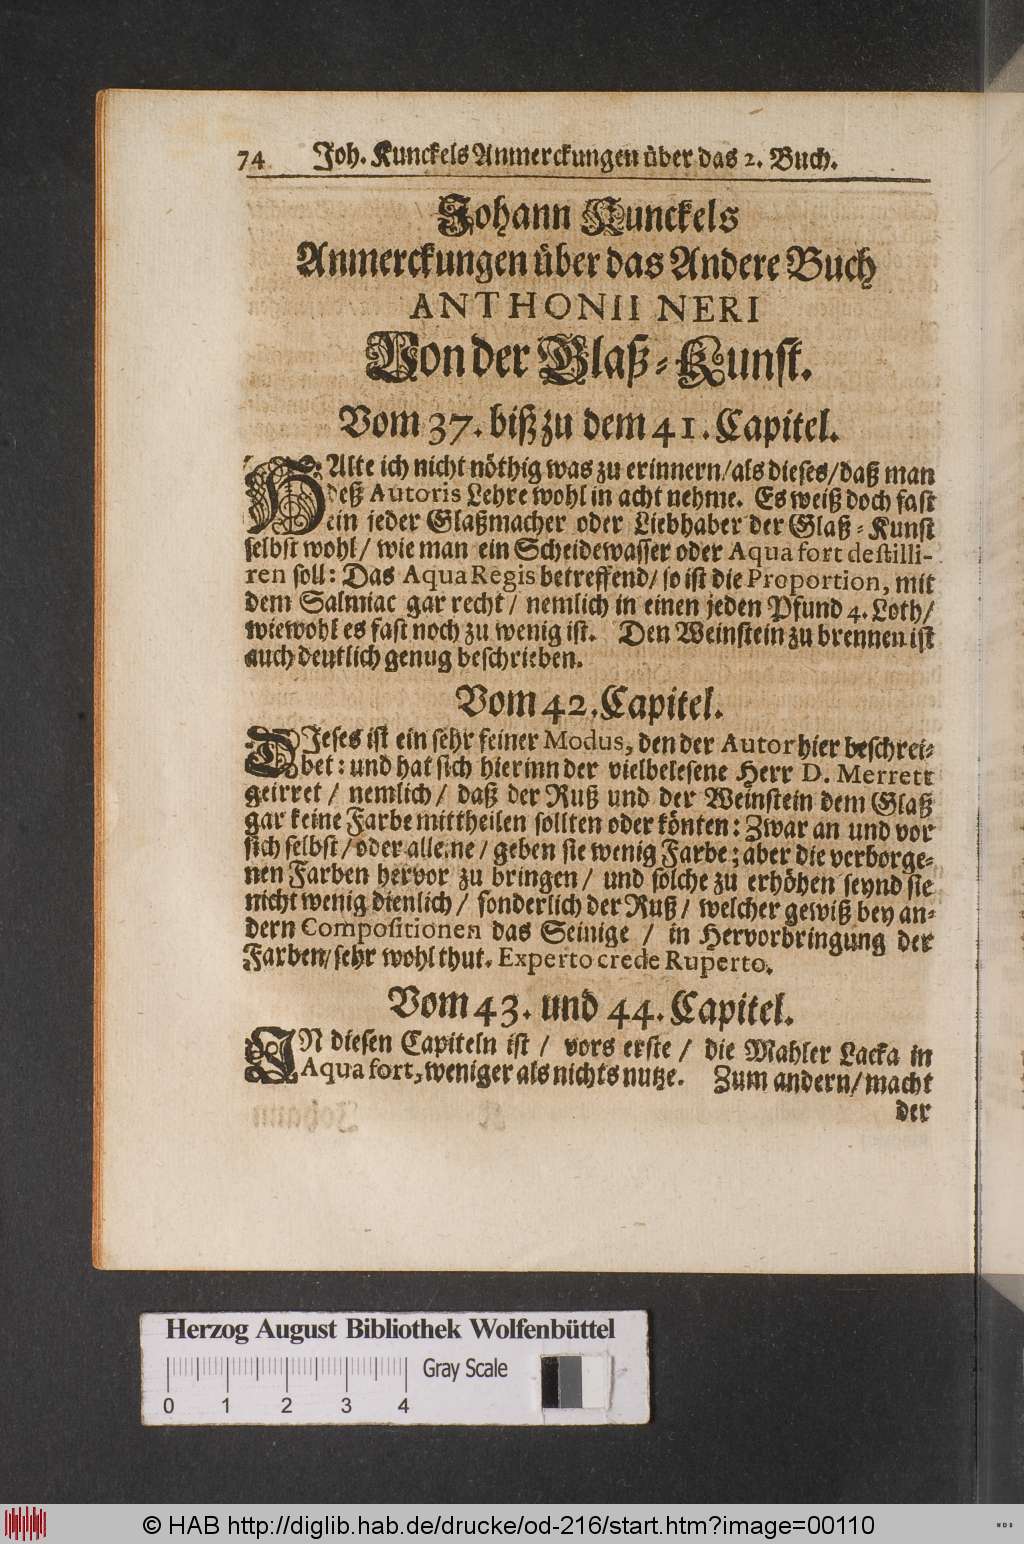 74 Joh. Kunckels Anmerckungen über das 2. Buch.
Johann Kunckels
Anmerckungen über das Andere Buch
ANTHONII NERI
Von der Glaß-Kunst.
Vom 37. biß zu dem 41. Capitel.
HAlte ich nicht nöthig was zu erinnern/als dieses/daß man
deß Autoris Lehre wohl in acht nehme. Es weiß doch fast
ein jeder Glaßmacher oder Liebhaber der Glaß-Kunst
selbst wohl/ wie man ein Scheidewasser oder Aqua fort destilli-
ren soll: Das Aqua Regis betreffend/ so ist die Proportion, mit
dem Salmiac gar recht/ nemlich in einen jeden Pfund 4. Loth/
wiewohl es fast noch zu wenig ist. Den Weinstein zu brennen ist
auch deutlich genug beschrieben.
Vom 42. Capitel.
DIeses ist ein sehr feiner Modus, den der Autor hier beschrei-
bet: und hat sich hierinn der vielbelesene Herr D. Merrett
geirret/ nemlich/ daß der Ruß und der Weinstein dem Glaß
gar keine Farbe mittheilen sollten oder könten: Zwar an und vor
sich selbst/ oder alleine/ geben sie wenig Farbe; aber die verborge-
nen Farben hervor zu bringen/ und solche zu erhöhen seynd sie
nicht wenig dienlich/ sonderlich der Ruß/ welcher gewiß bey an-
dern Compositionen das Seinige/ in Hervorbringung der
Farben/ sehr wohl thut. Experto crede Ruperto.
Vom 43. und 44. Capitel.
IN diesen Capiteln ist/ vors erste/ die Mahler Lacka in
Aqua fort, weniger als nichts nutze. Zum andern/ macht
der
Herzog August Bibliothek Wolfenbüttel
Gray Scale
0 1 2 3 4
© HAB http://diglib.hab.de/drucke/od-216/start.htm?image=00110